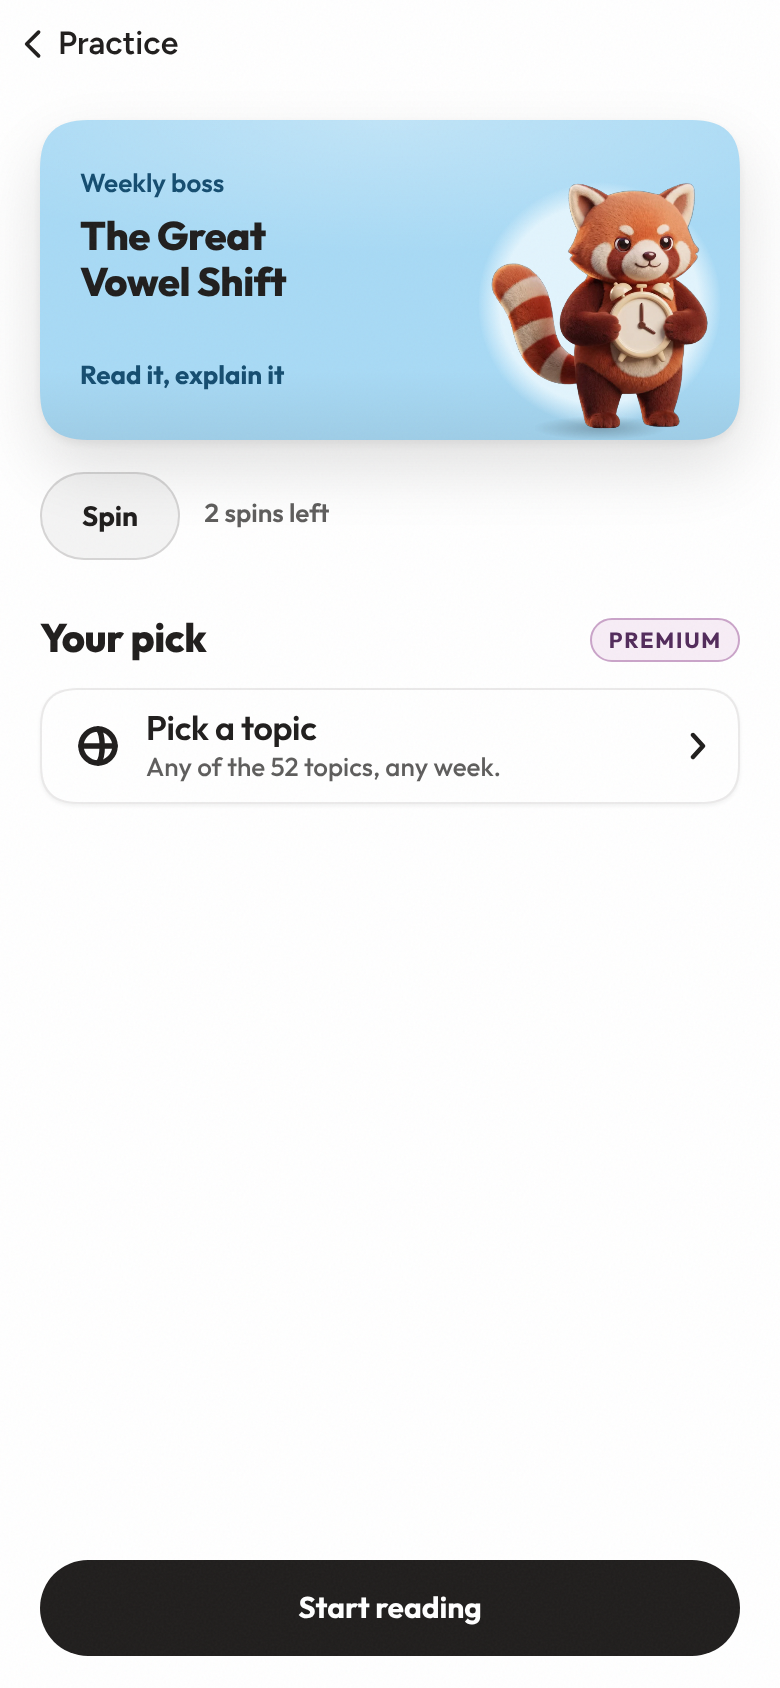 Practice
Weekly boss
The Great
Vowel Shift
Read it, explain it
Spin
2 spins left
Your pick
PREMIUM
Pick a topic
Any of the 52 topics, any week.
Start reading